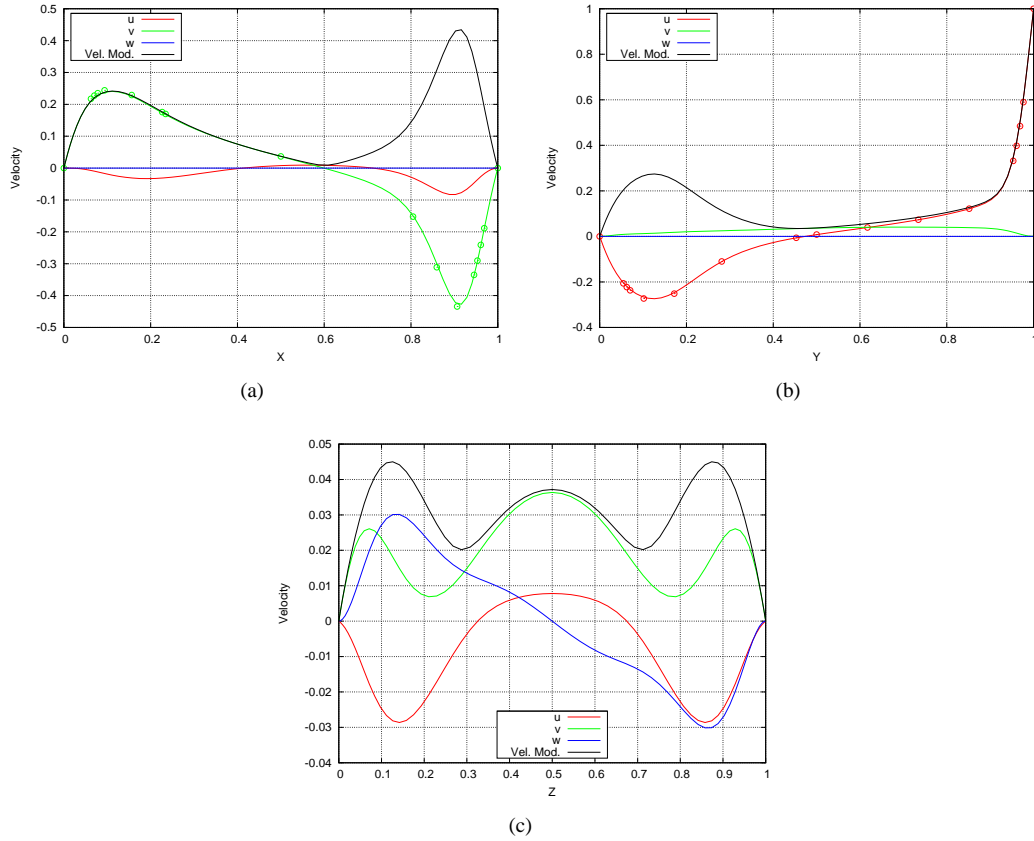 0.5
0.4
0.3
0.2
0.1
0
-0.1
-0.2
-0.3
-0.4
-0.5
0 0.2 0.4 0.6 0.8 1
Velocity
X
u
v
w
Vel. Mod.
(a)
1
0.8
0.6
0.4
0.2
0
-0.2
-0.4
0 0.2 0.4 0.6 0.8 1
Velocity
Y
u
v
w
Vel. Mod.
(b)
0.05
0.04
0.03
0.02
0.01
0
-0.01
-0.02
-0.03
-0.04
0 0.1 0.2 0.3 0.4 0.5 0.6 0.7 0.8 0.9 1
Velocity
Z
u
v
w
Vel. Mod.
(c)